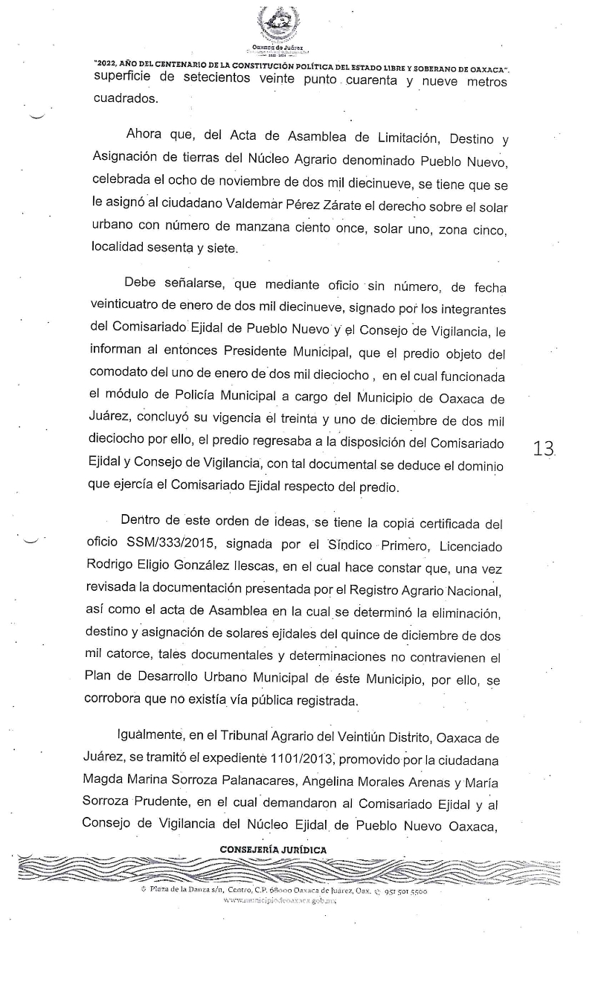 Oaxaca de Juárez
"2022, AÑO DEL CENTENARIO DE LA CONSTITUCIÓN POLÍTICA DEL ESTADO LIBRE Y SOBERANO DE OAXACA".
superficie de setecientos veinte punto cuarenta y nueve metros
cuadrados.
Ahora que, del Acta de Asamblea de Limitación, Destino y
Asignación de tierras del Núcleo Agrario denominado Pueblo Nuevo,
celebrada el ocho de noviembre de dos mil diecinueve, se tiene que se
le asignó al ciudadano Valdemar Pérez Zárate el derecho sobre el solar
urbano con número de manzana ciento once, solar uno, zona cinco,
localidad sesenta y siete.
Debe señalarse, que mediante oficio sin número, de fecha
veinticuatro de enero de dos mil diecinueve, signado por los integrantes
del Comisariado Ejidal de Pueblo Nuevo y el Consejo de Vigilancia, le
informan al entonces Presidente Municipal, que el predio objeto del
comodato del uno de enero de dos mil dieciocho , en el cual funcionada
el módulo de Policía Municipal a cargo del Municipio de Oaxaca de
Juárez, concluyó su vigencia el treinta y uno de diciembre de dos mil
dieciocho por ello, el predio regresaba a la disposición del Comisariado
Ejidal y Consejo de Vigilancia, con tal documental se deduce el dominio
que ejercía el Comisariado Ejidal respecto del predio.
13
Dentro de este orden de ideas, se tiene la copia certificada del
oficio SSM/333/2015, signada por el Síndico Primero, Licenciado
Rodrigo Eligio González Ilescas, en el cual hace constar que, una vez
revisada la documentación presentada por el Registro Agrario Nacional,
así como el acta de Asamblea en la cual se determinó la eliminación,
destino y asignación de solares ejidales del quince de diciembre de dos
mil catorce, tales documentales y determinaciones no contravienen el
Plan de Desarrollo Urbano Municipal de éste Municipio, por ello, se
corrobora que no existía vía pública registrada.
Igualmente, en el Tribunal Agrario del Veintiún Distrito, Oaxaca de
Juárez, se tramitó el expediente 1101/2013, promovido por la ciudadana
Magda Marina Sorroza Palanacares, Angelina Morales Arenas y María
Sorroza Prudente, en el cual demandaron al Comisariado Ejidal y al
Consejo de Vigilancia del Núcleo Ejidal de Pueblo Nuevo Oaxaca,
CONSEJERÍA JURÍDICA
Plaza de la Danza s/n, Centro, C.P. 68000 Oaxaca de Juárez, Oax. 951 501 5500
www.municipiodeoaxaca.gob.mx